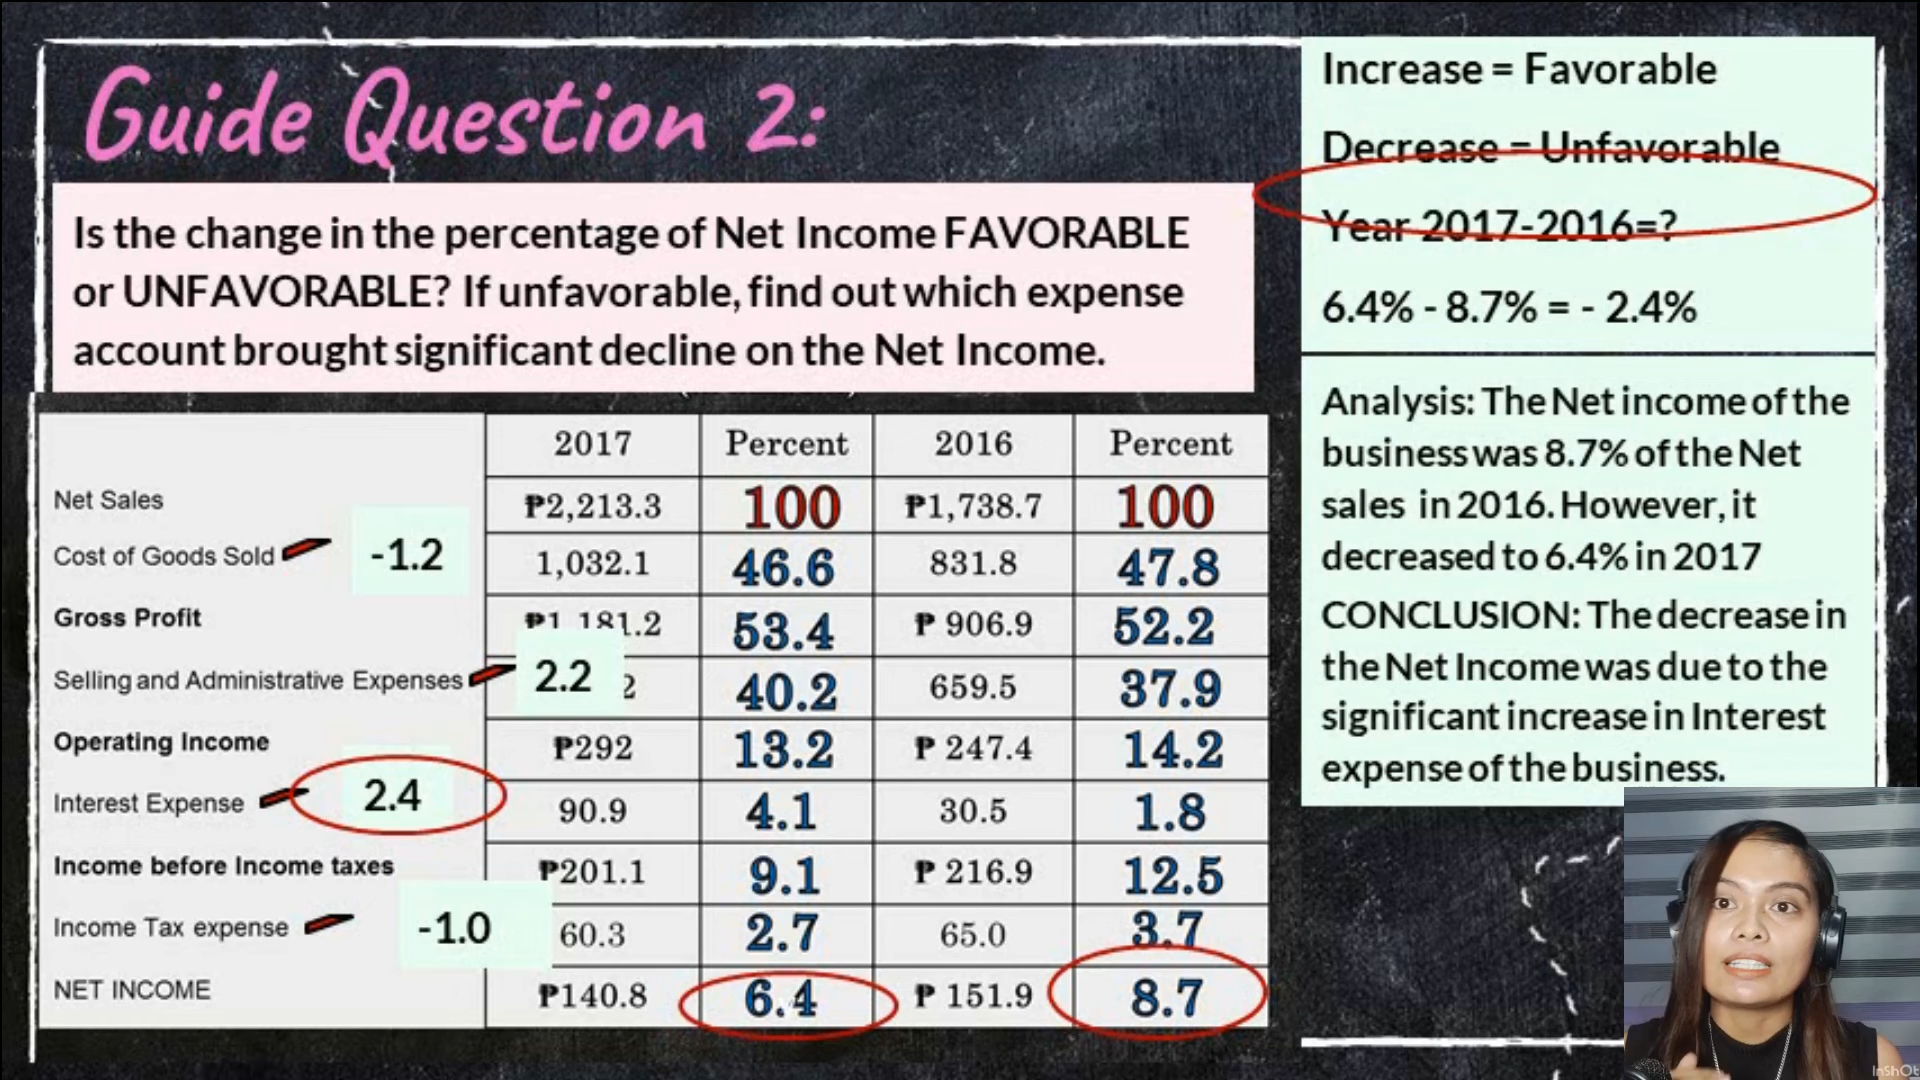 Guide Question 2:
Is the change in the percentage of Net Income FAVORABLE
or UNFAVORABLE? If unfavorable, find out which expense
account brought significant decline on the Net Income.
Increase = Favorable
Decrease = Unfavorable
Year 2017-2016=?
6.4% - 8.7% = - 2.4%
Analysis: The Net income of the
business was 8.7% of the Net
sales in 2016. However, it
decreased to 6.4% in 2017
CONCLUSION: The decrease in
the Net Income was due to the
significant increase in Interest
expense of the business.
2017 Percent 2016 Percent
Net Sales ₱2,213.3 100 ₱1,738.7 100
Cost of Goods Sold -1.2 1,032.1 46.6 831.8 47.8
Gross Profit ₱1,181.2 53.4 ₱ 906.9 52.2
Selling and Administrative Expenses 2.2 2 40.2 659.5 37.9
Operating Income ₱292 13.2 ₱ 247.4 14.2
Interest Expense 2.4 90.9 4.1 30.5 1.8
Income before Income taxes ₱201.1 9.1 ₱ 216.9 12.5
Income Tax expense -1.0 60.3 2.7 65.0 3.7
NET INCOME ₱140.8 6.4 ₱ 151.9 8.7
InShOt